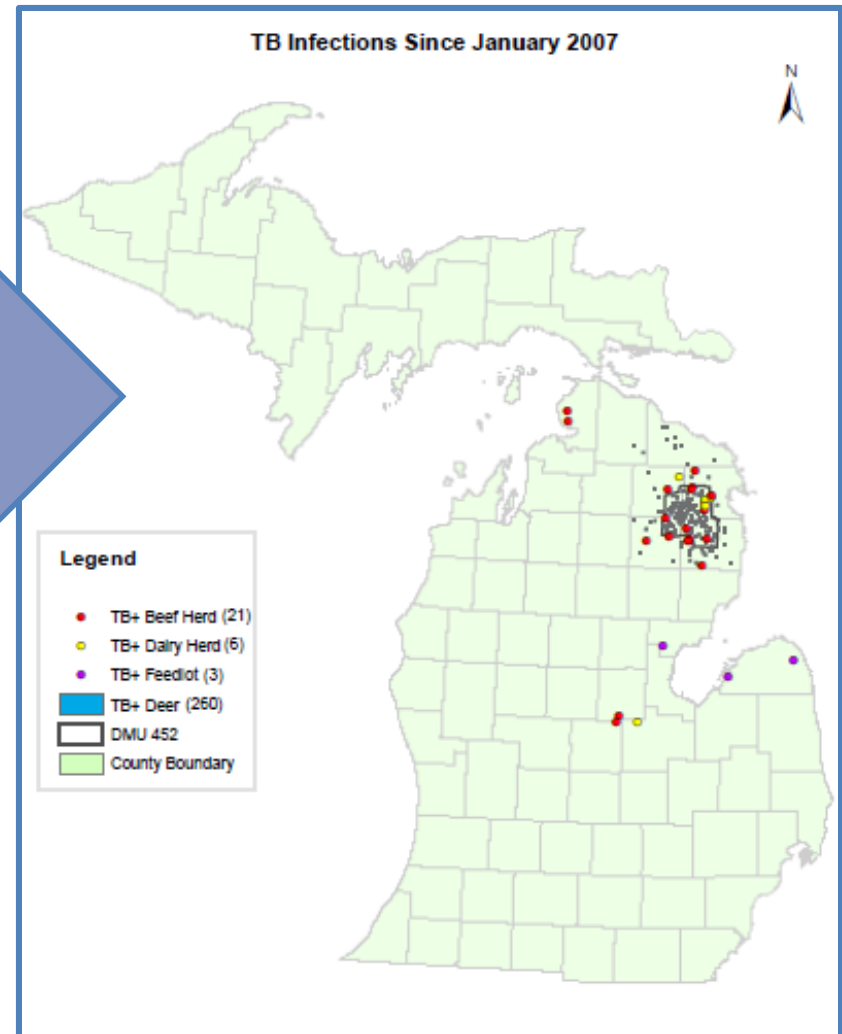 TB Infections Since January 2007
N
Legend
TB+ Beef Herd (21)
TB+ Dairy Herd (6)
TB+ Feedlot (3)
TB+ Deer (260)
DMU 452
County Boundary